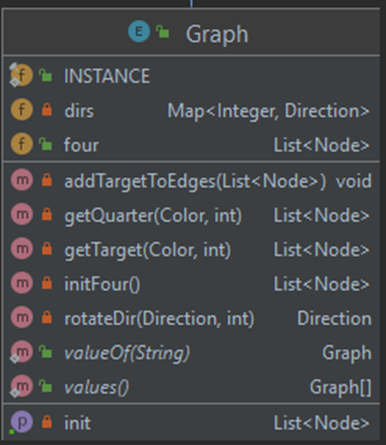 E Graph
f INSTANCE
f dirs Map<Integer, Direction>
f four List<Node>
m addTargetToEdges(List<Node>) void
m getQuarter(Color, int) List<Node>
m getTarget(Color, int) List<Node>
m initFour() List<Node>
m rotateDir(Direction, int) Direction
m valueOf(String) Graph
m values() Graph[]
p init List<Node>